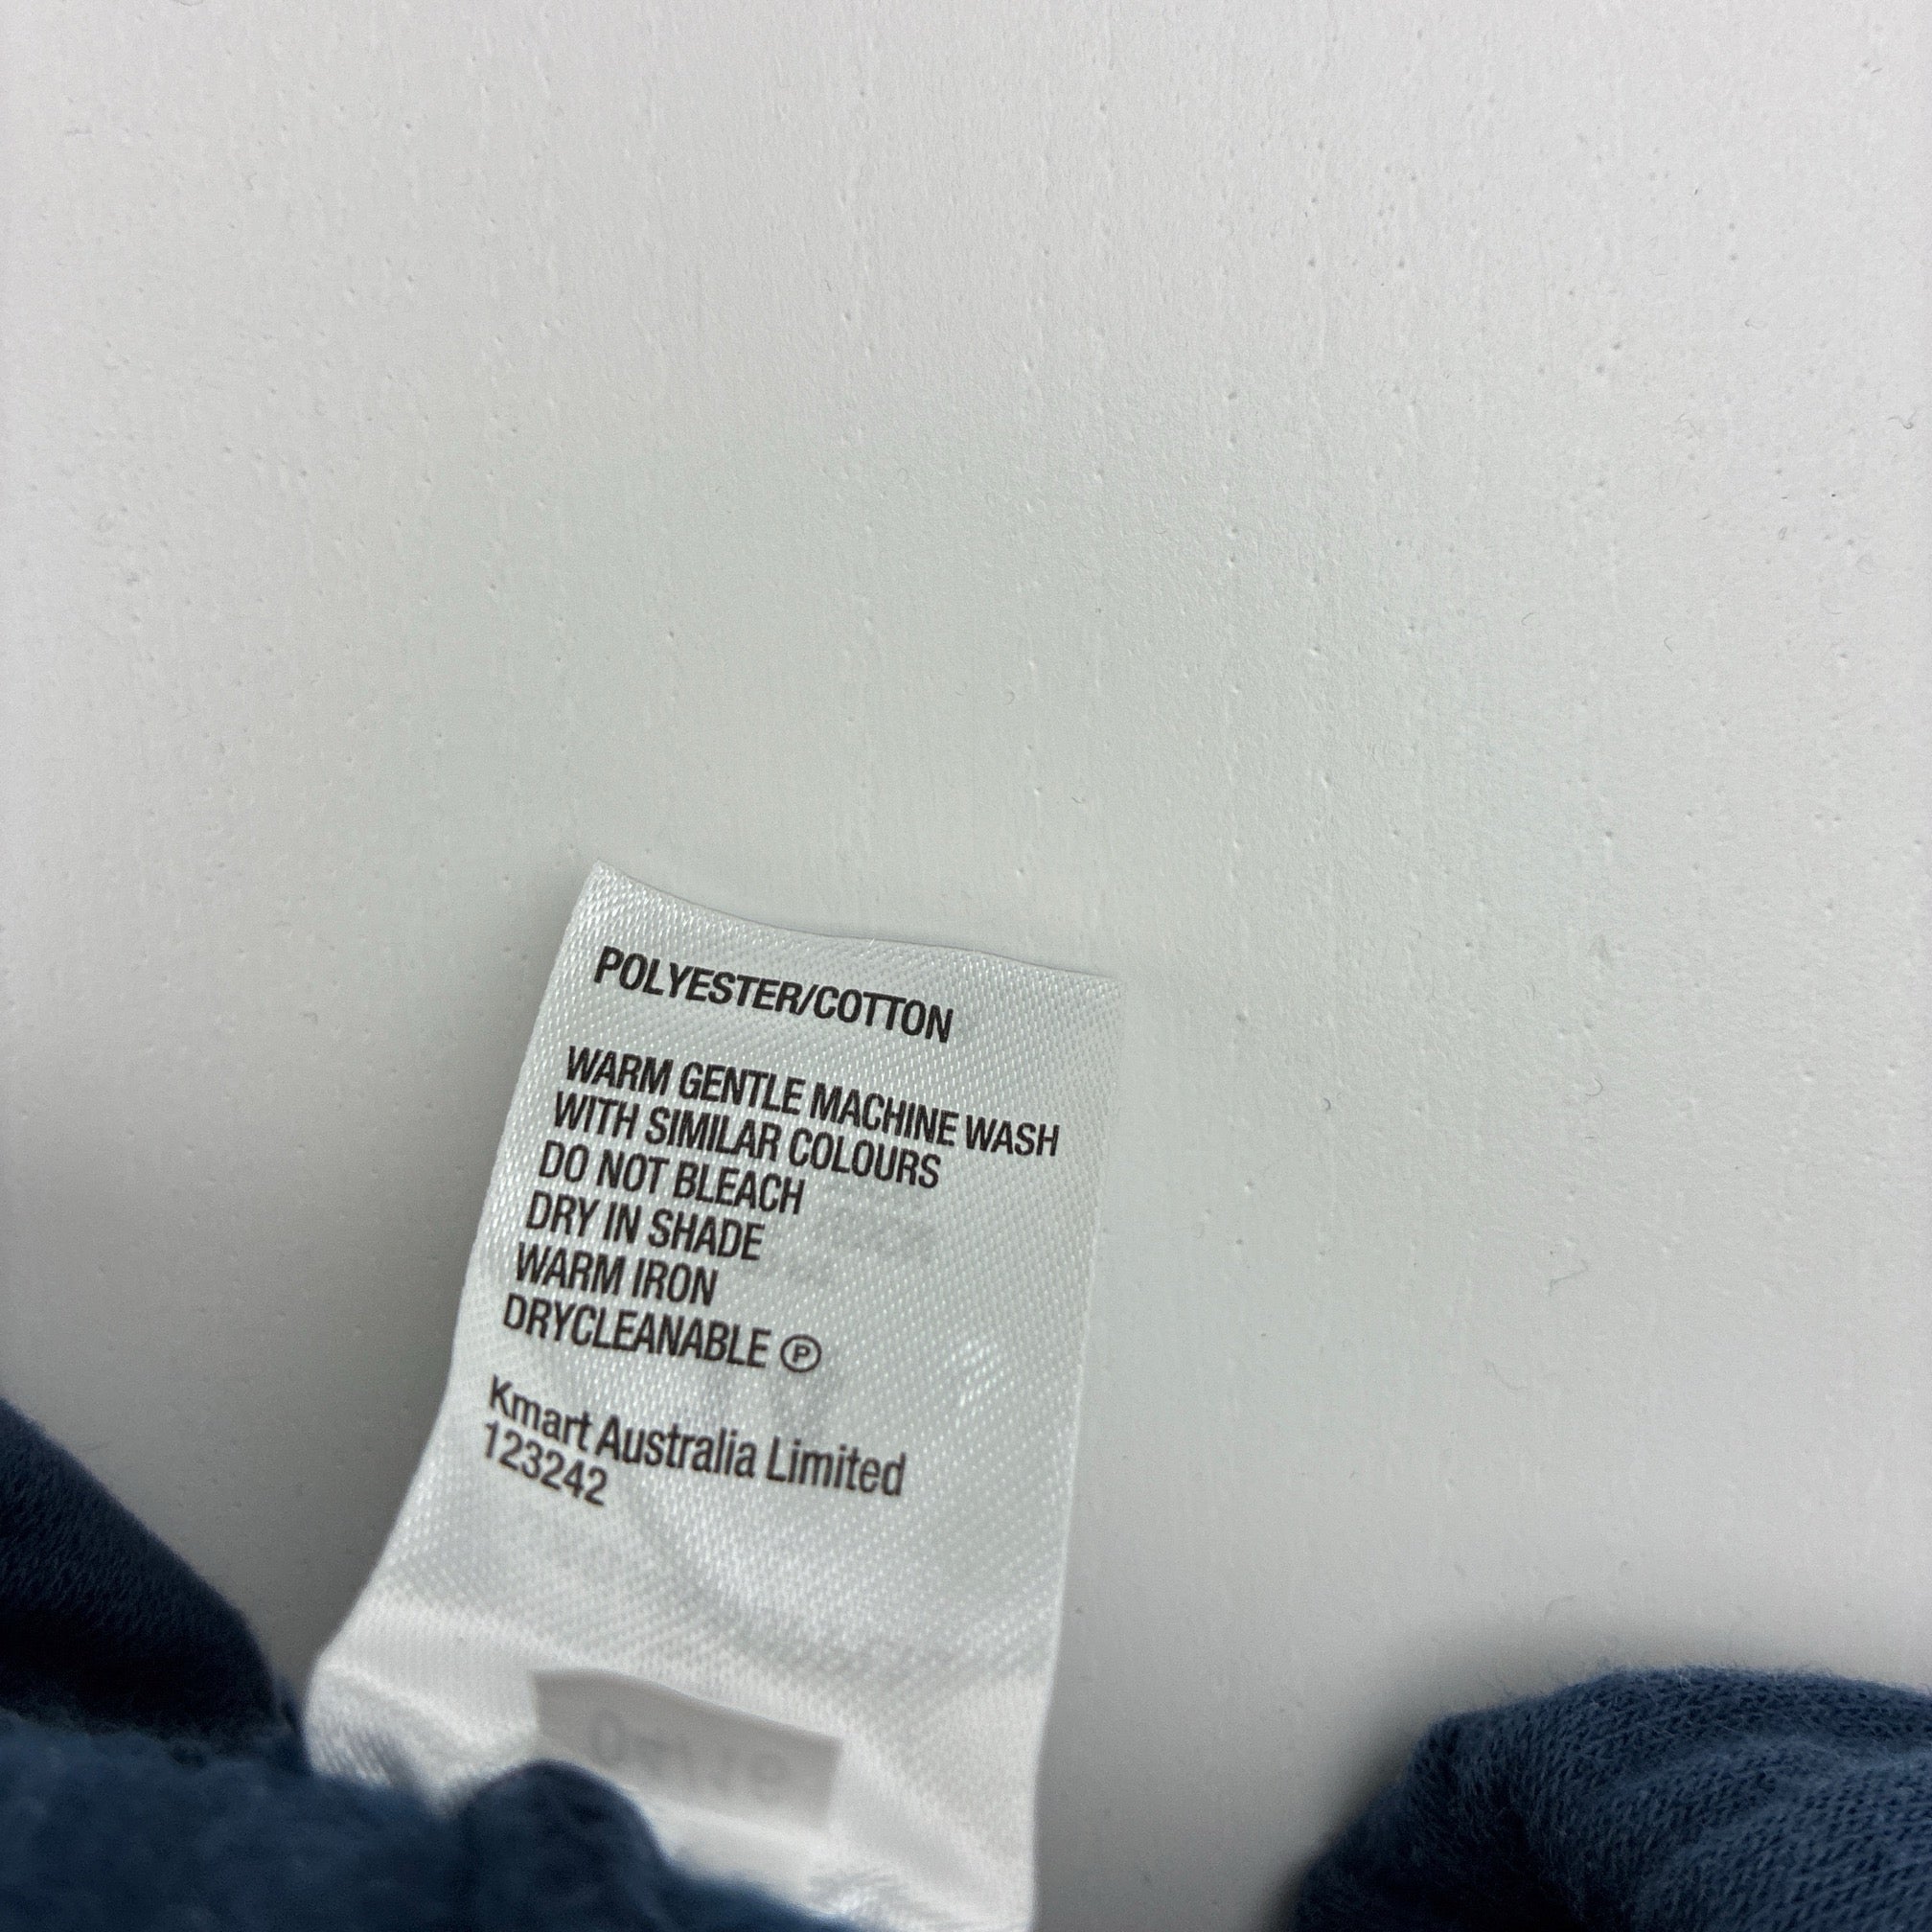 POLYESTER/COTTON
WARM GENTLE MACHINE WASH
WITH SIMILAR COLOURS
DO NOT BLEACH
DRY IN SHADE
WARM IRON
DRYCLEANABLE Ⓟ
Kmart Australia Limited
123242